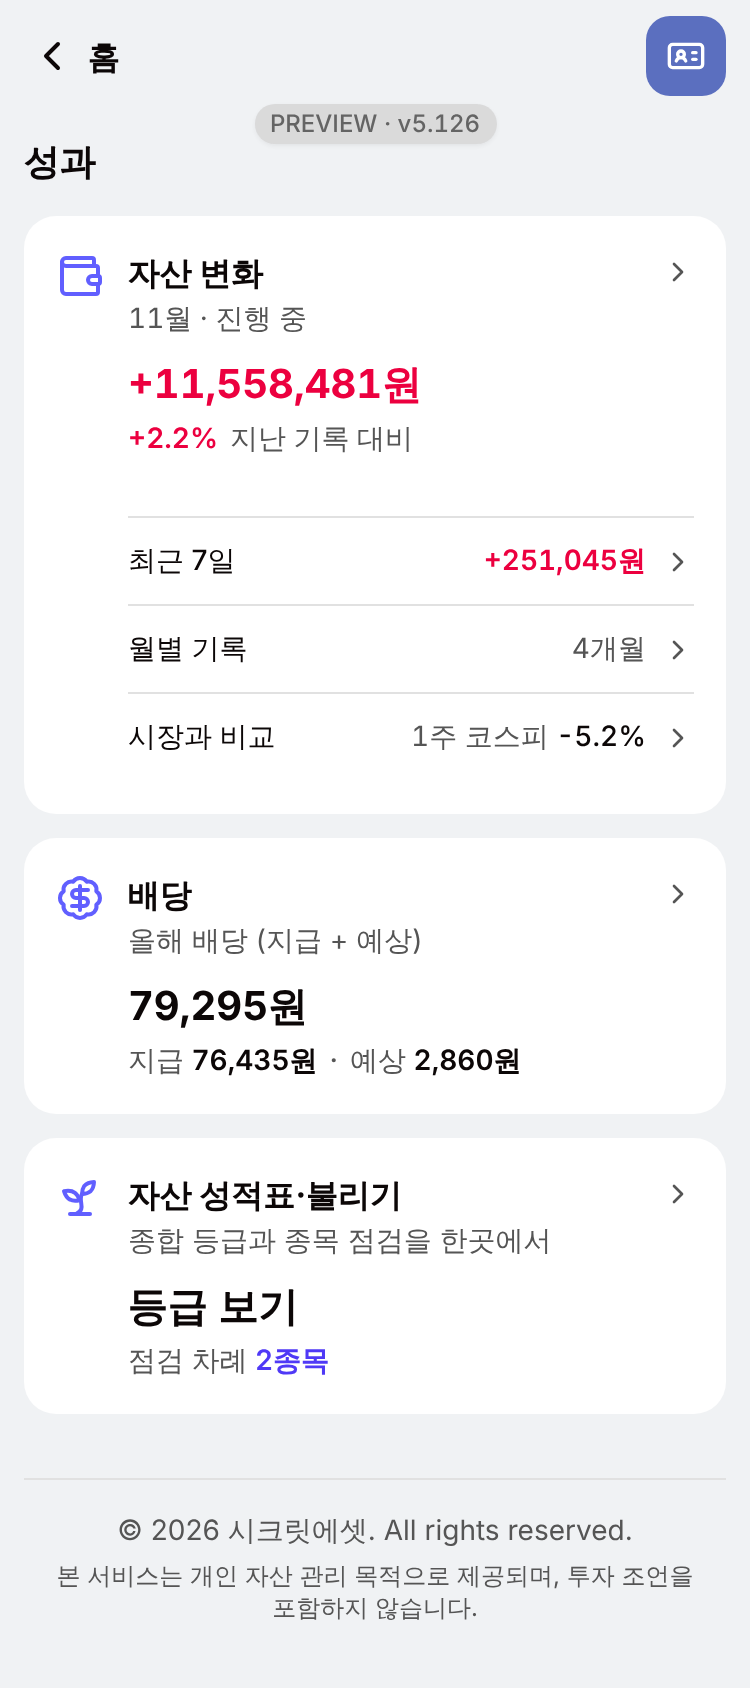 홈
PREVIEW · v5.126
성과
자산 변화
11월 · 진행 중
+11,558,481원
+2.2% 지난 기록 대비
최근 7일 +251,045원
월별 기록 4개월
시장과 비교 1주 코스피 -5.2%
배당
올해 배당 (지급 + 예상)
79,295원
지급 76,435원 · 예상 2,860원
자산 성적표·불리기
종합 등급과 종목 점검을 한곳에서
등급 보기
점검 차례 2종목
© 2026 시크릿에셋. All rights reserved.
본 서비스는 개인 자산 관리 목적으로 제공되며, 투자 조언을
포함하지 않습니다.